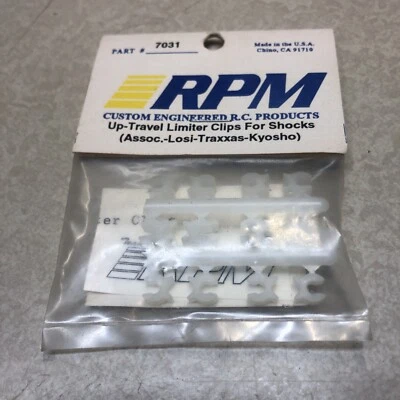 PART # 7031
Made in the U.S.A.
Chino, CA 91710
RPM
CUSTOM ENGINEERED R.C. PRODUCTS
Up-Travel Limiter Clips For Shocks
(Assoc.-Losi-Traxxas-Kyosho)